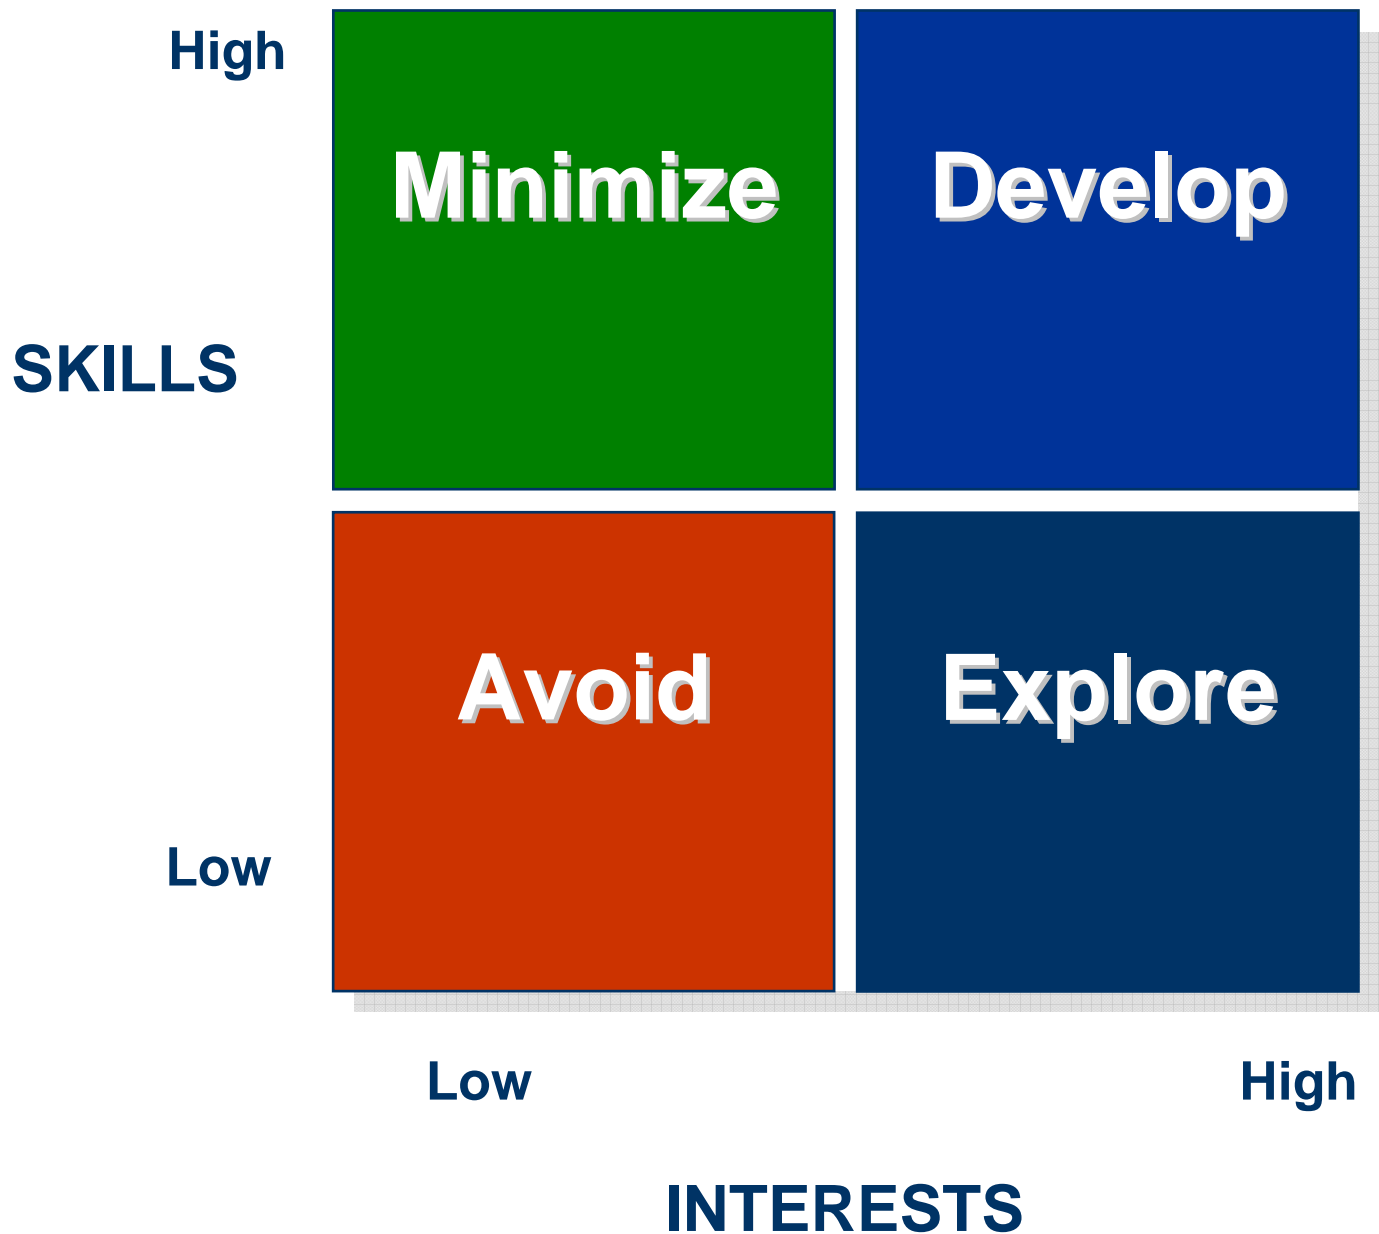 High
Minimize
Develop
SKILLS
Avoid
Explore
Low
Low
High
INTERESTS